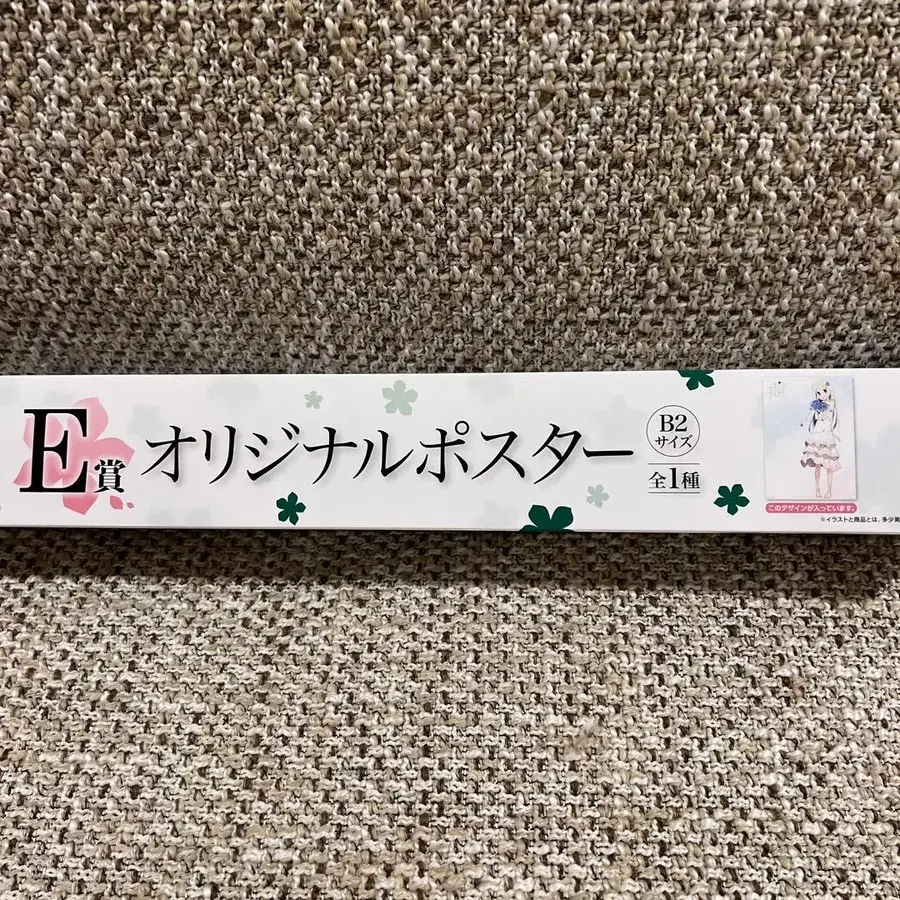 E賞 オリジナルポスター
B2
サイズ
全1種
このデザインが入っています。
※イラストと商品とは、多少異